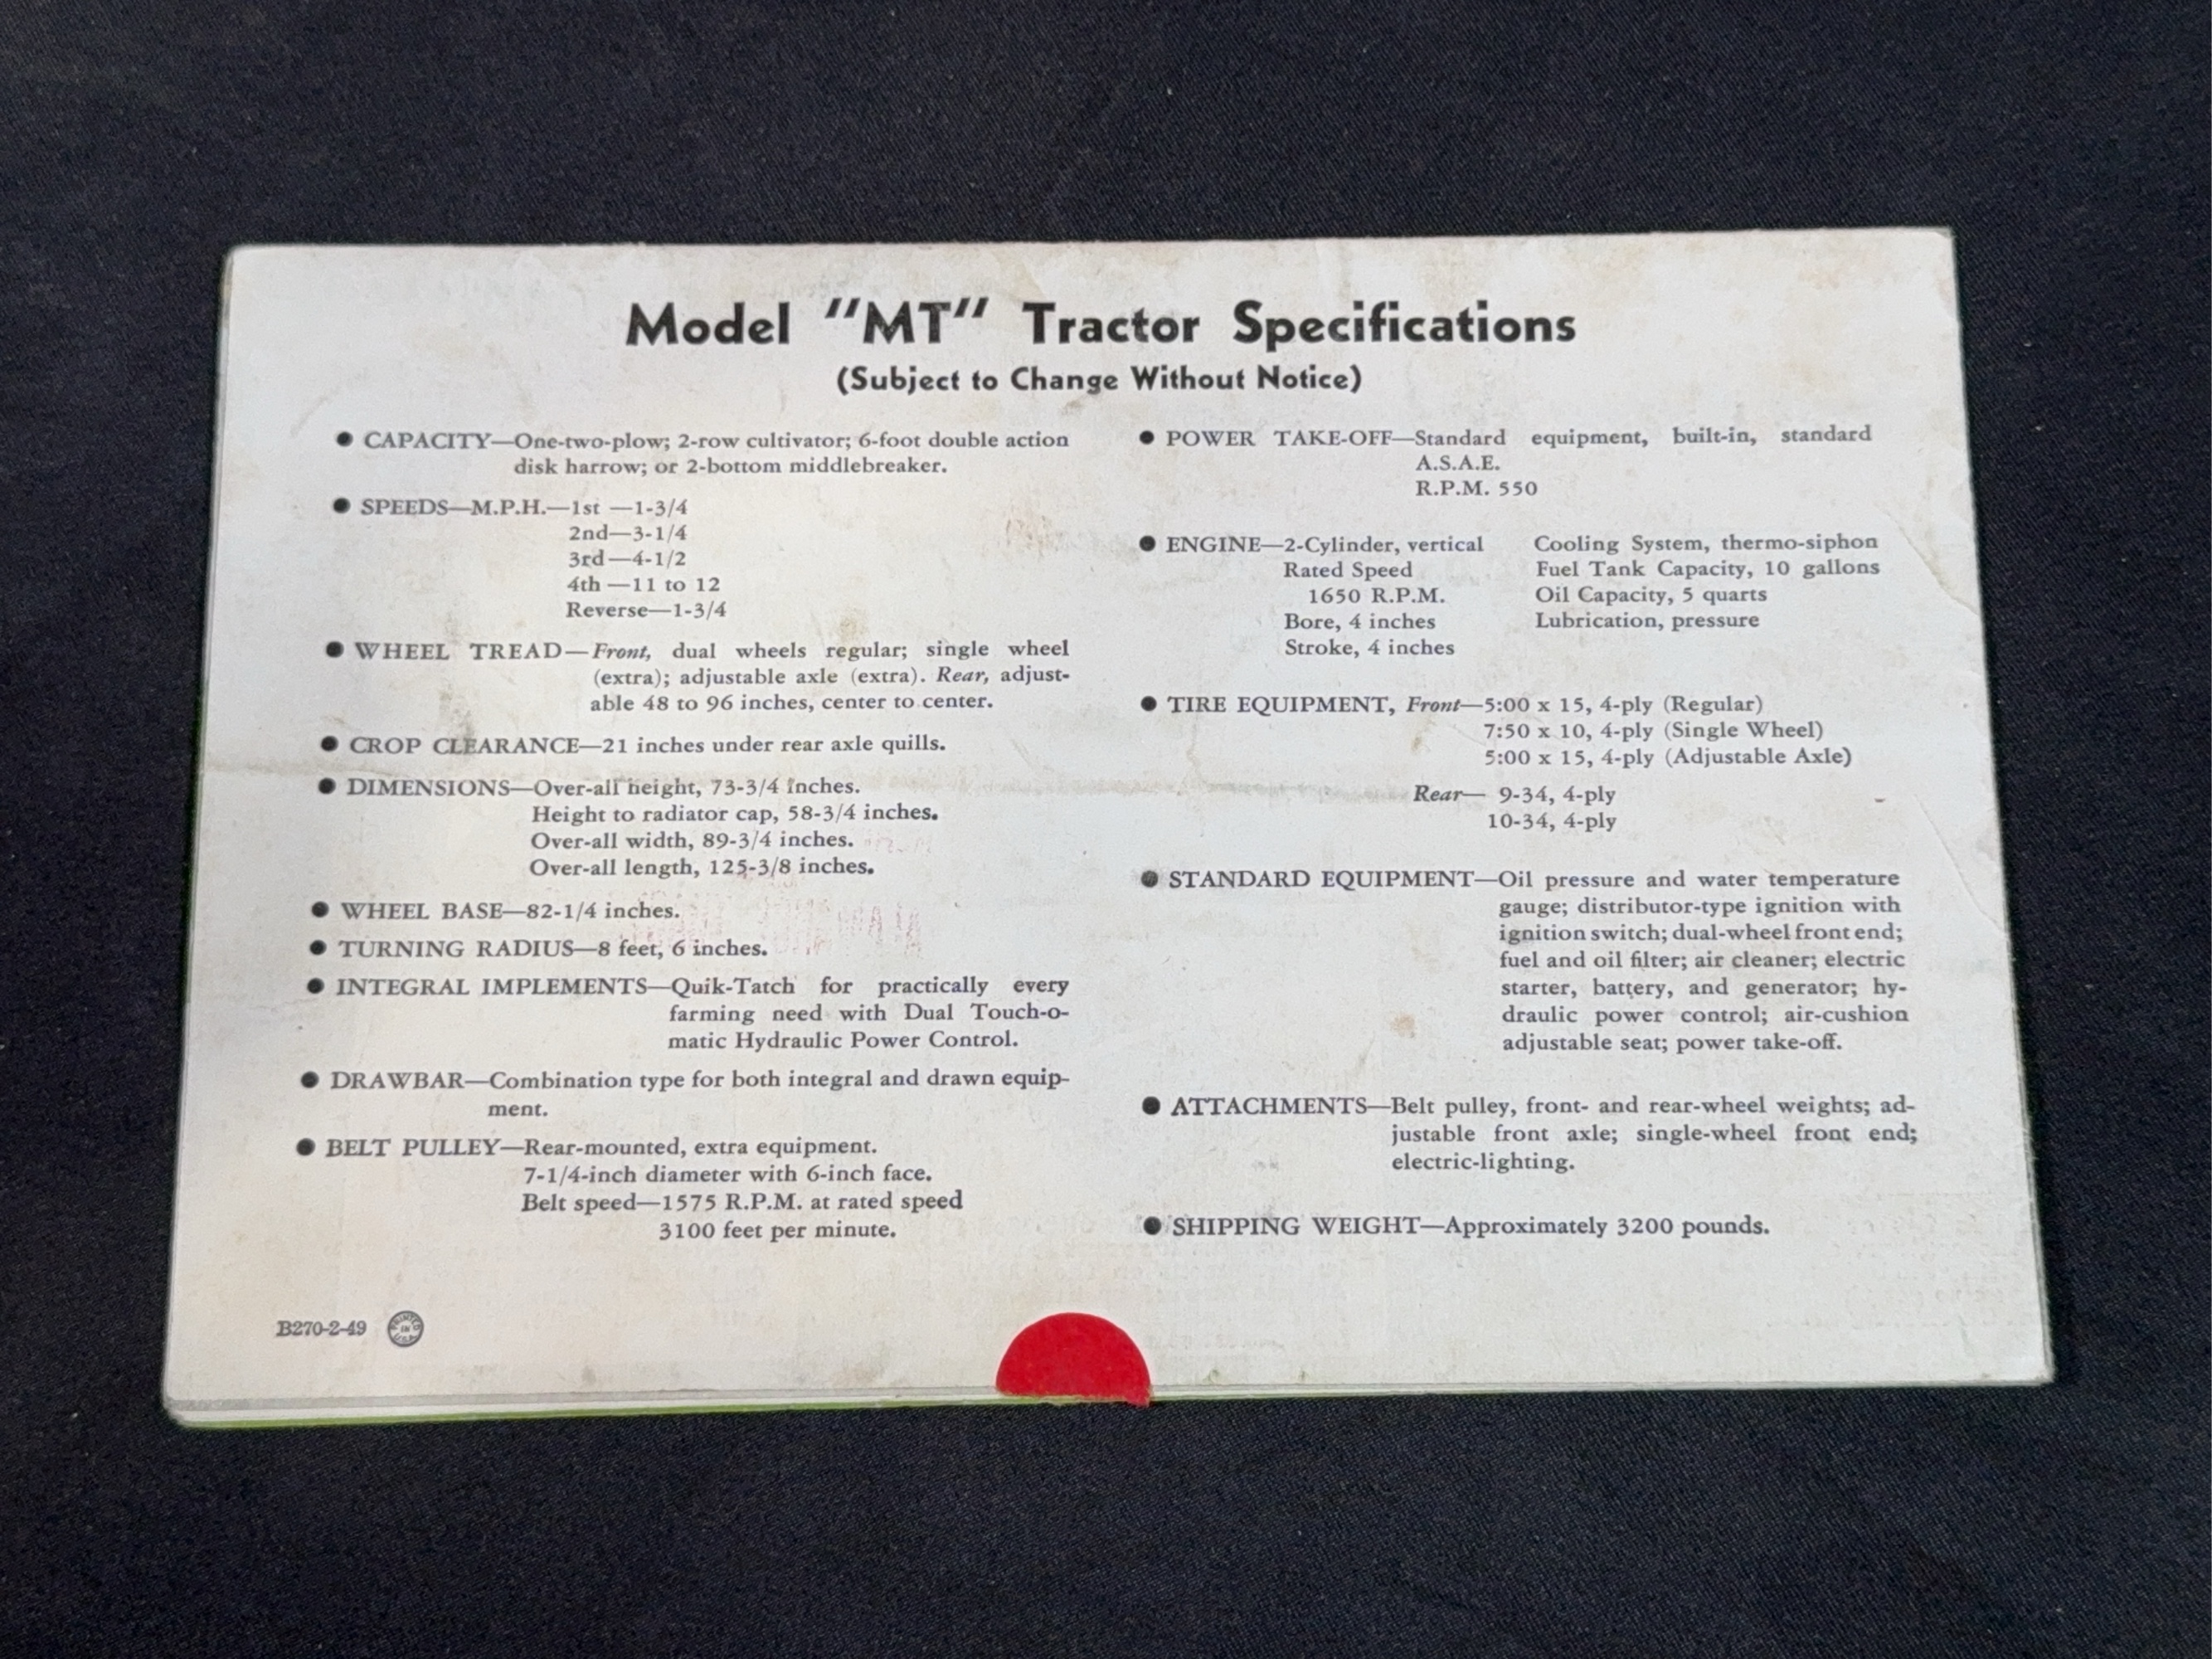 Model "MT" Tractor Specifications
(Subject to Change Without Notice)
● CAPACITY—One-two-plow; 2-row cultivator; 6-foot double action
disk harrow; or 2-bottom middlebreaker.
● SPEEDS—M.P.H.—1st —1-3/4
2nd—3-1/4
3rd—4-1/2
4th —11 to 12
Reverse—1-3/4
● WHEEL TREAD—Front, dual wheels regular; single wheel
(extra); adjustable axle (extra). Rear, adjust-
able 48 to 96 inches, center to center.
● CROP CLEARANCE—21 inches under rear axle quills.
● DIMENSIONS—Over-all height, 73-3/4 inches.
Height to radiator cap, 58-3/4 inches.
Over-all width, 89-3/4 inches.
Over-all length, 125-3/8 inches.
● WHEEL BASE—82-1/4 inches.
● TURNING RADIUS—8 feet, 6 inches.
● INTEGRAL IMPLEMENTS—Quik-Tatch for practically every
farming need with Dual Touch-o-
matic Hydraulic Power Control.
● DRAWBAR—Combination type for both integral and drawn equip-
ment.
● BELT PULLEY—Rear-mounted, extra equipment.
7-1/4-inch diameter with 6-inch face.
Belt speed—1575 R.P.M. at rated speed
3100 feet per minute.
B270-2-49 PRINTED IN U.S.A.
● POWER TAKE-OFF—Standard equipment, built-in, standard
A.S.A.E.
R.P.M. 550
● ENGINE—2-Cylinder, vertical
Rated Speed
1650 R.P.M.
Bore, 4 inches
Stroke, 4 inches
Cooling System, thermo-siphon
Fuel Tank Capacity, 10 gallons
Oil Capacity, 5 quarts
Lubrication, pressure
● TIRE EQUIPMENT, Front—5:00 x 15, 4-ply (Regular)
7:50 x 10, 4-ply (Single Wheel)
5:00 x 15, 4-ply (Adjustable Axle)
Rear— 9-34, 4-ply
10-34, 4-ply
● STANDARD EQUIPMENT—Oil pressure and water temperature
gauge; distributor-type ignition with
ignition switch; dual-wheel front end;
fuel and oil filter; air cleaner; electric
starter, battery, and generator; hy-
draulic power control; air-cushion
adjustable seat; power take-off.
● ATTACHMENTS—Belt pulley, front- and rear-wheel weights; ad-
justable front axle; single-wheel front end;
electric-lighting.
● SHIPPING WEIGHT—Approximately 3200 pounds.